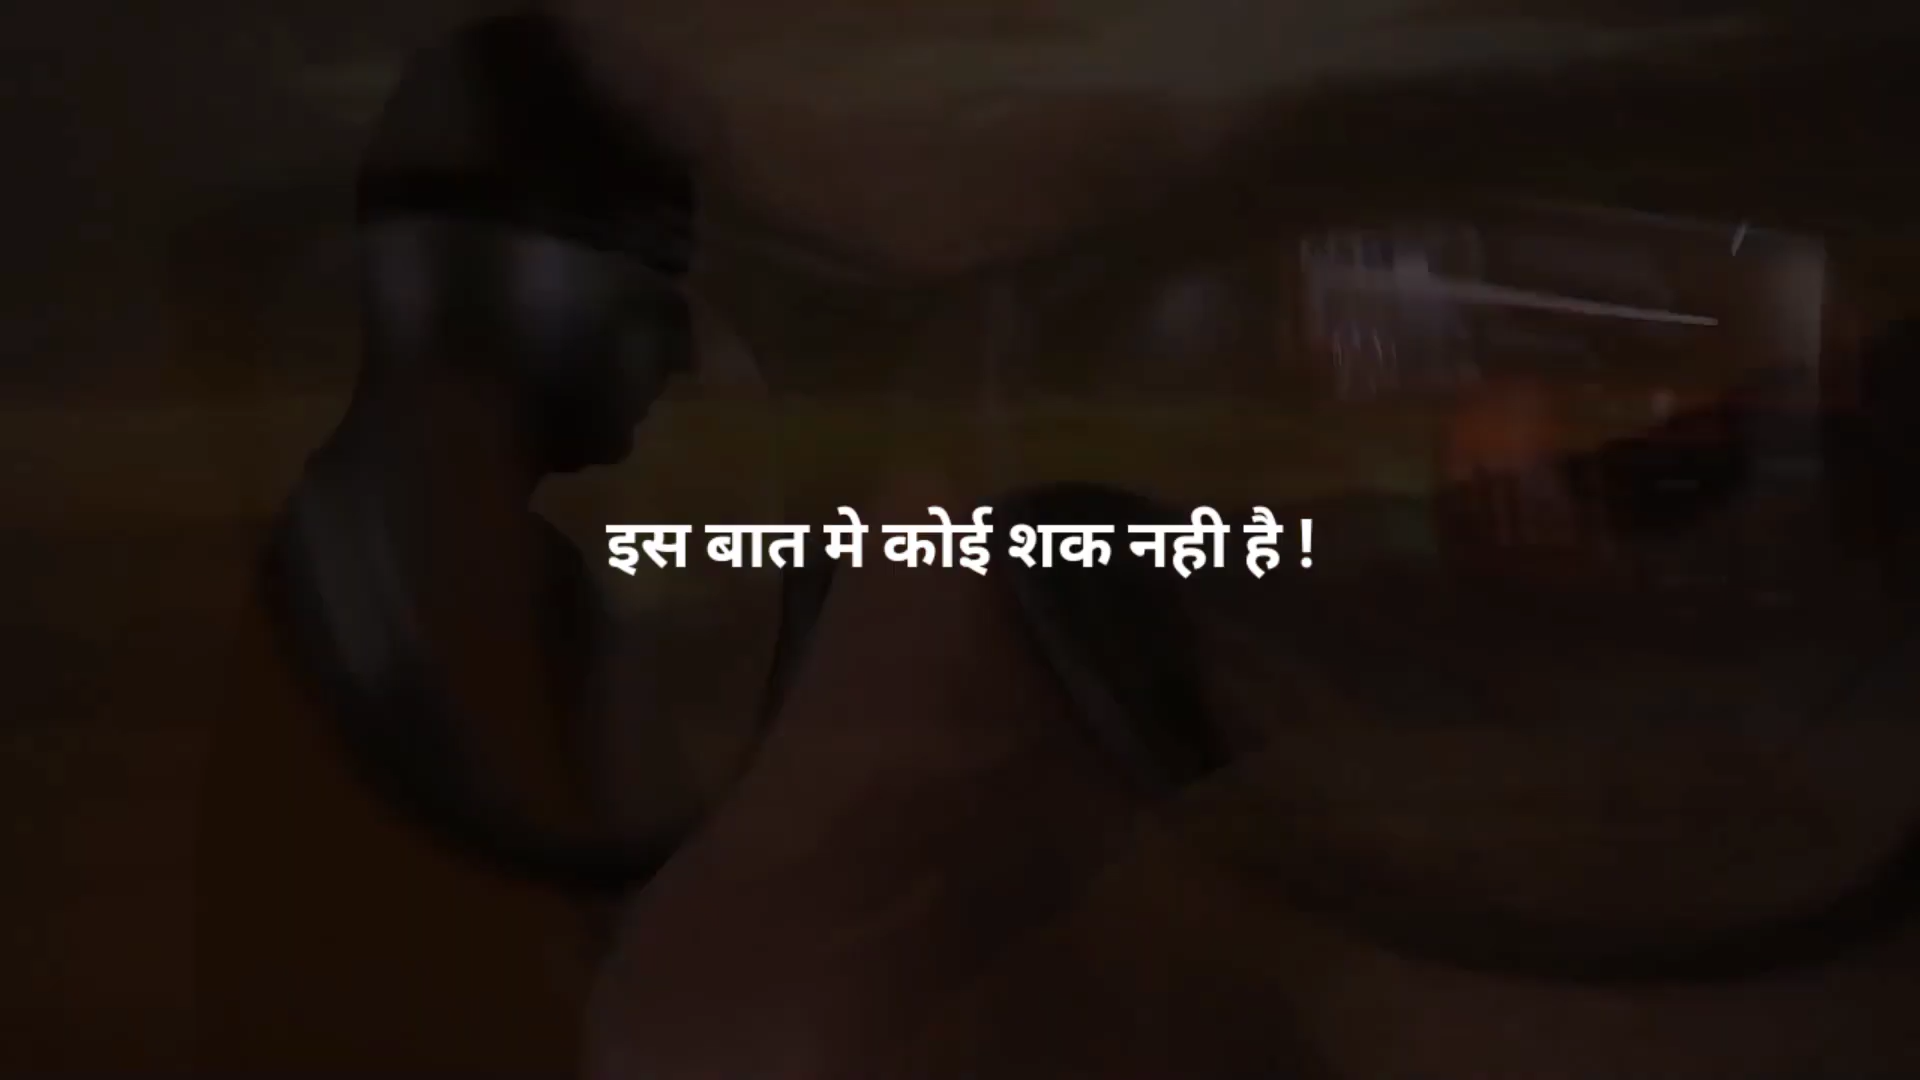 इस बात मे कोई शक नही है !